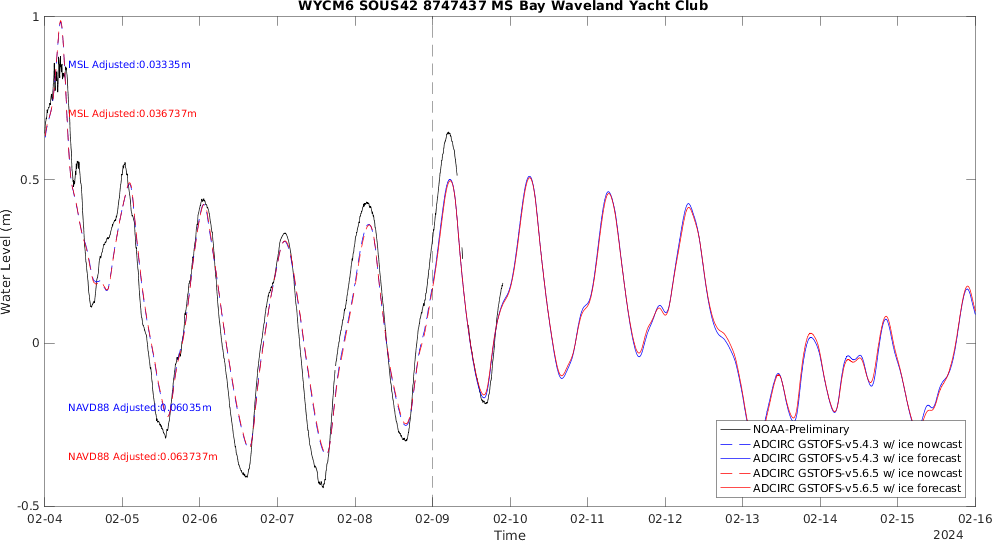 WYCM6 SOUS42 8747437 MS Bay Waveland Yacht Club
1
0.5
0
-0.5
Water Level (m)
MSL Adjusted:0.03335m
MSL Adjusted:0.036737m
NAVD88 Adjusted:0.06035m
NAVD88 Adjusted:0.063737m
NOAA-Preliminary
ADCIRC GSTOFS-v5.4.3 w/ ice nowcast
ADCIRC GSTOFS-v5.4.3 w/ ice forecast
ADCIRC GSTOFS-v5.6.5 w/ ice nowcast
ADCIRC GSTOFS-v5.6.5 w/ ice forecast
02-04 02-05 02-06 02-07 02-08 02-09 02-10 02-11 02-12 02-13 02-14 02-15 02-16
Time
2024